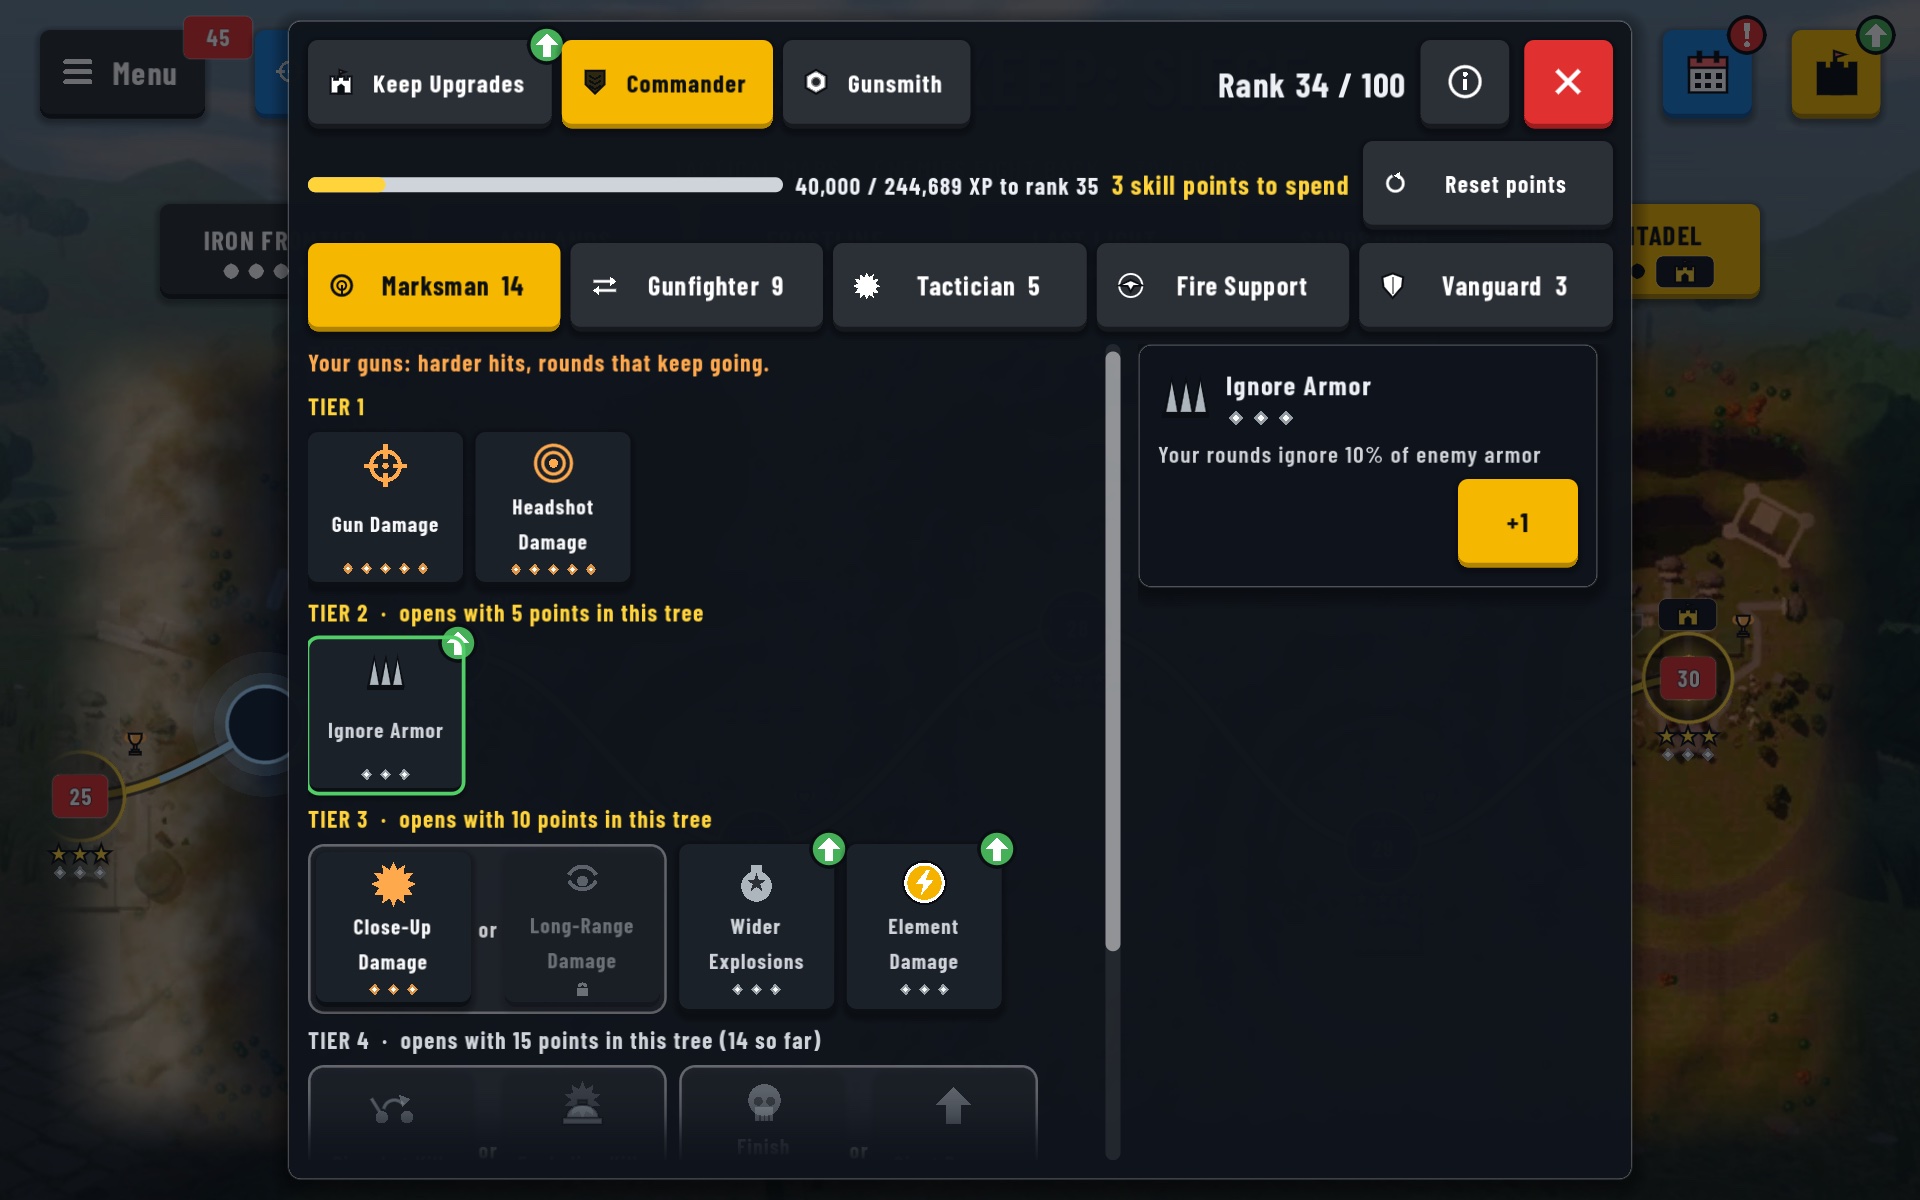 45
Menu
Keep Upgrades
Commander
Gunsmith
Rank 34 / 100
40,000 / 244,689 XP to rank 35
3 skill points to spend
Reset points
IRON FR
TADEL
Marksman 14
Gunfighter 9
Tactician 5
Fire Support
Vanguard 3
Your guns: harder hits, rounds that keep going.
TIER 1
Gun Damage
Headshot
Damage
TIER 2 · opens with 5 points in this tree
Ignore Armor
TIER 3 · opens with 10 points in this tree
Close-Up
Damage
or
Long-Range
Damage
Wider
Explosions
Element
Damage
TIER 4 · opens with 15 points in this tree (14 so far)
or
Finish
or
Ignore Armor
Your rounds ignore 10% of enemy armor
+1
25
30